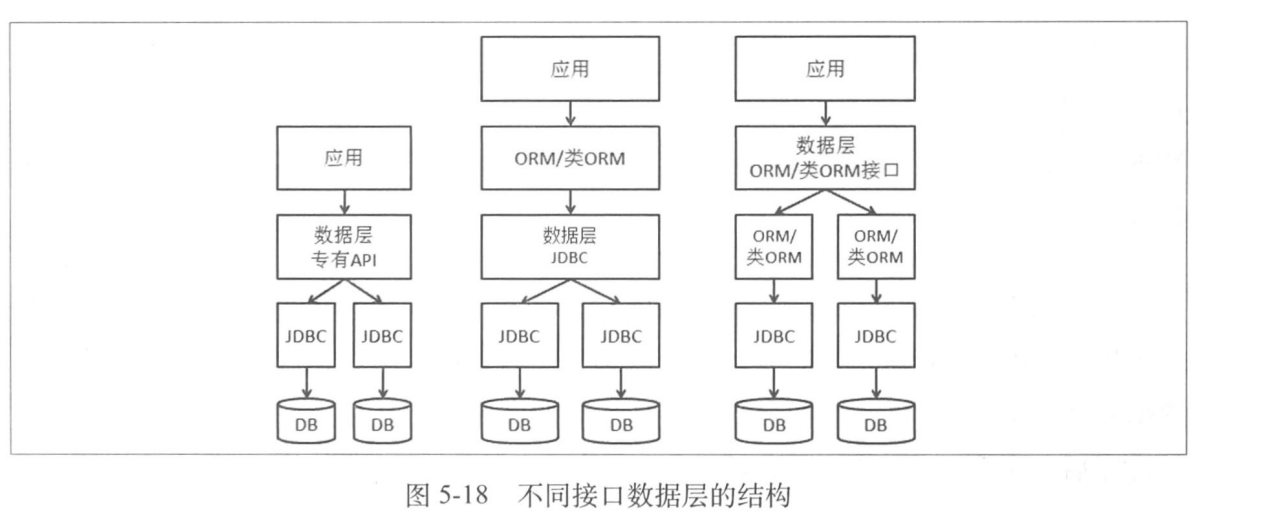 应用
数据层
专有API
JDBC
JDBC
DB
DB
应用
ORM/类ORM
数据层
JDBC
JDBC
JDBC
DB
DB
应用
数据层
ORM/类ORM接口
ORM/
类ORM
ORM/
类ORM
JDBC
JDBC
DB
DB
图 5-18 不同接口数据层的结构